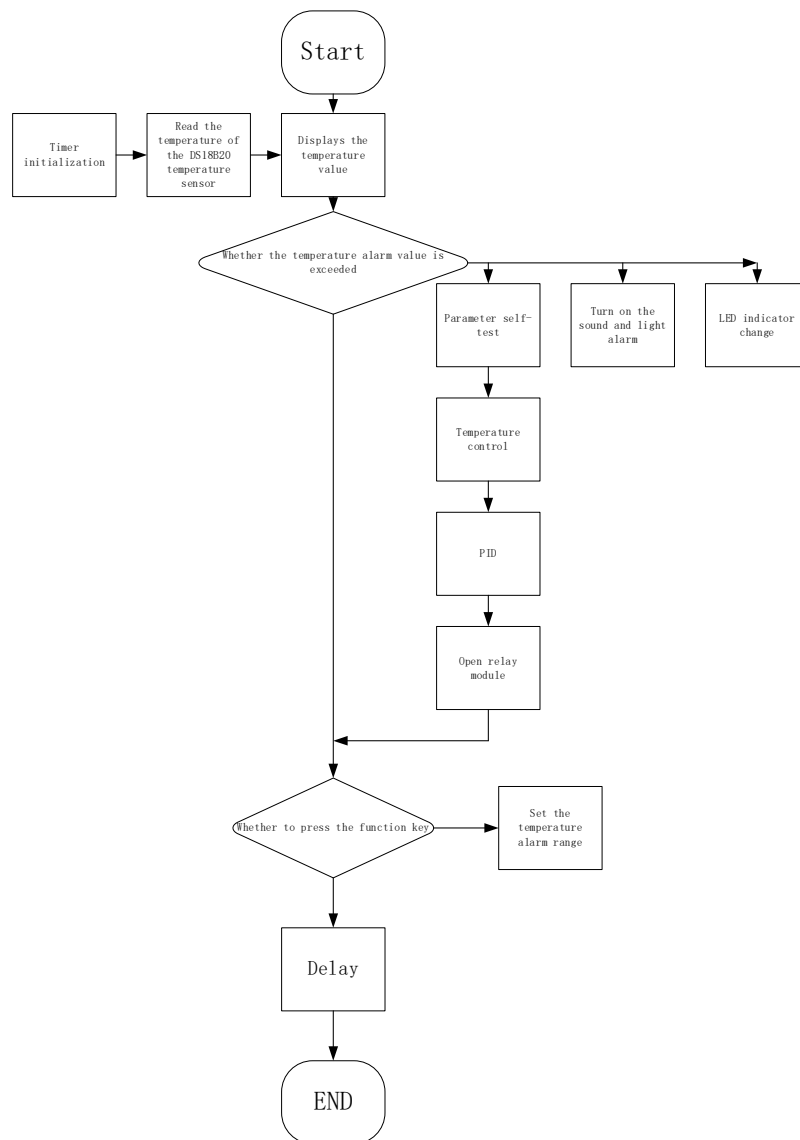 Start
Timer
initialization
Read the
temperature of
the DS18B20
temperature
sensor
Displays the
temperature
value
Whether the temperature alarm value is
exceeded
Parameter self-
test
Turn on the
sound and light
alarm
LED indicator
change
Temperature
control
PID
Open relay
module
Whether to press the function key
Set the
temperature
alarm range
Delay
END